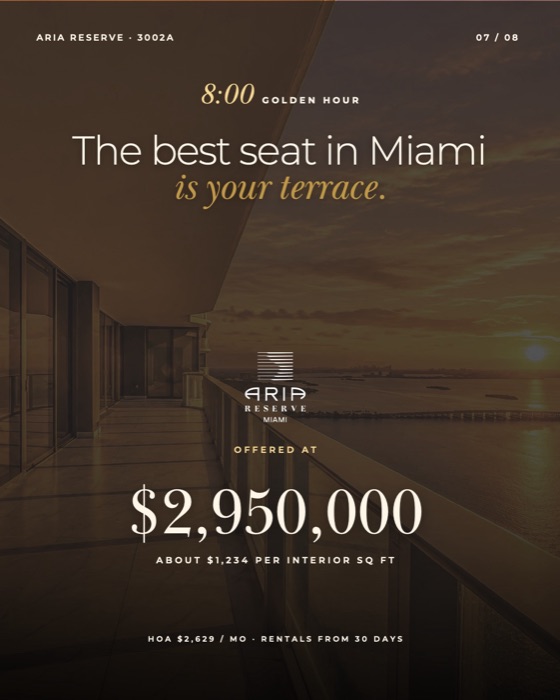 ARIA RESERVE · 3002A
07 / 08
8:00 GOLDEN HOUR
The best seat in Miami
is your terrace.
ARIA
RESERVE
MIAMI
OFFERED AT
$2,950,000
ABOUT $1,234 PER INTERIOR SQ FT
HOA $2,629 / MO · RENTALS FROM 30 DAYS